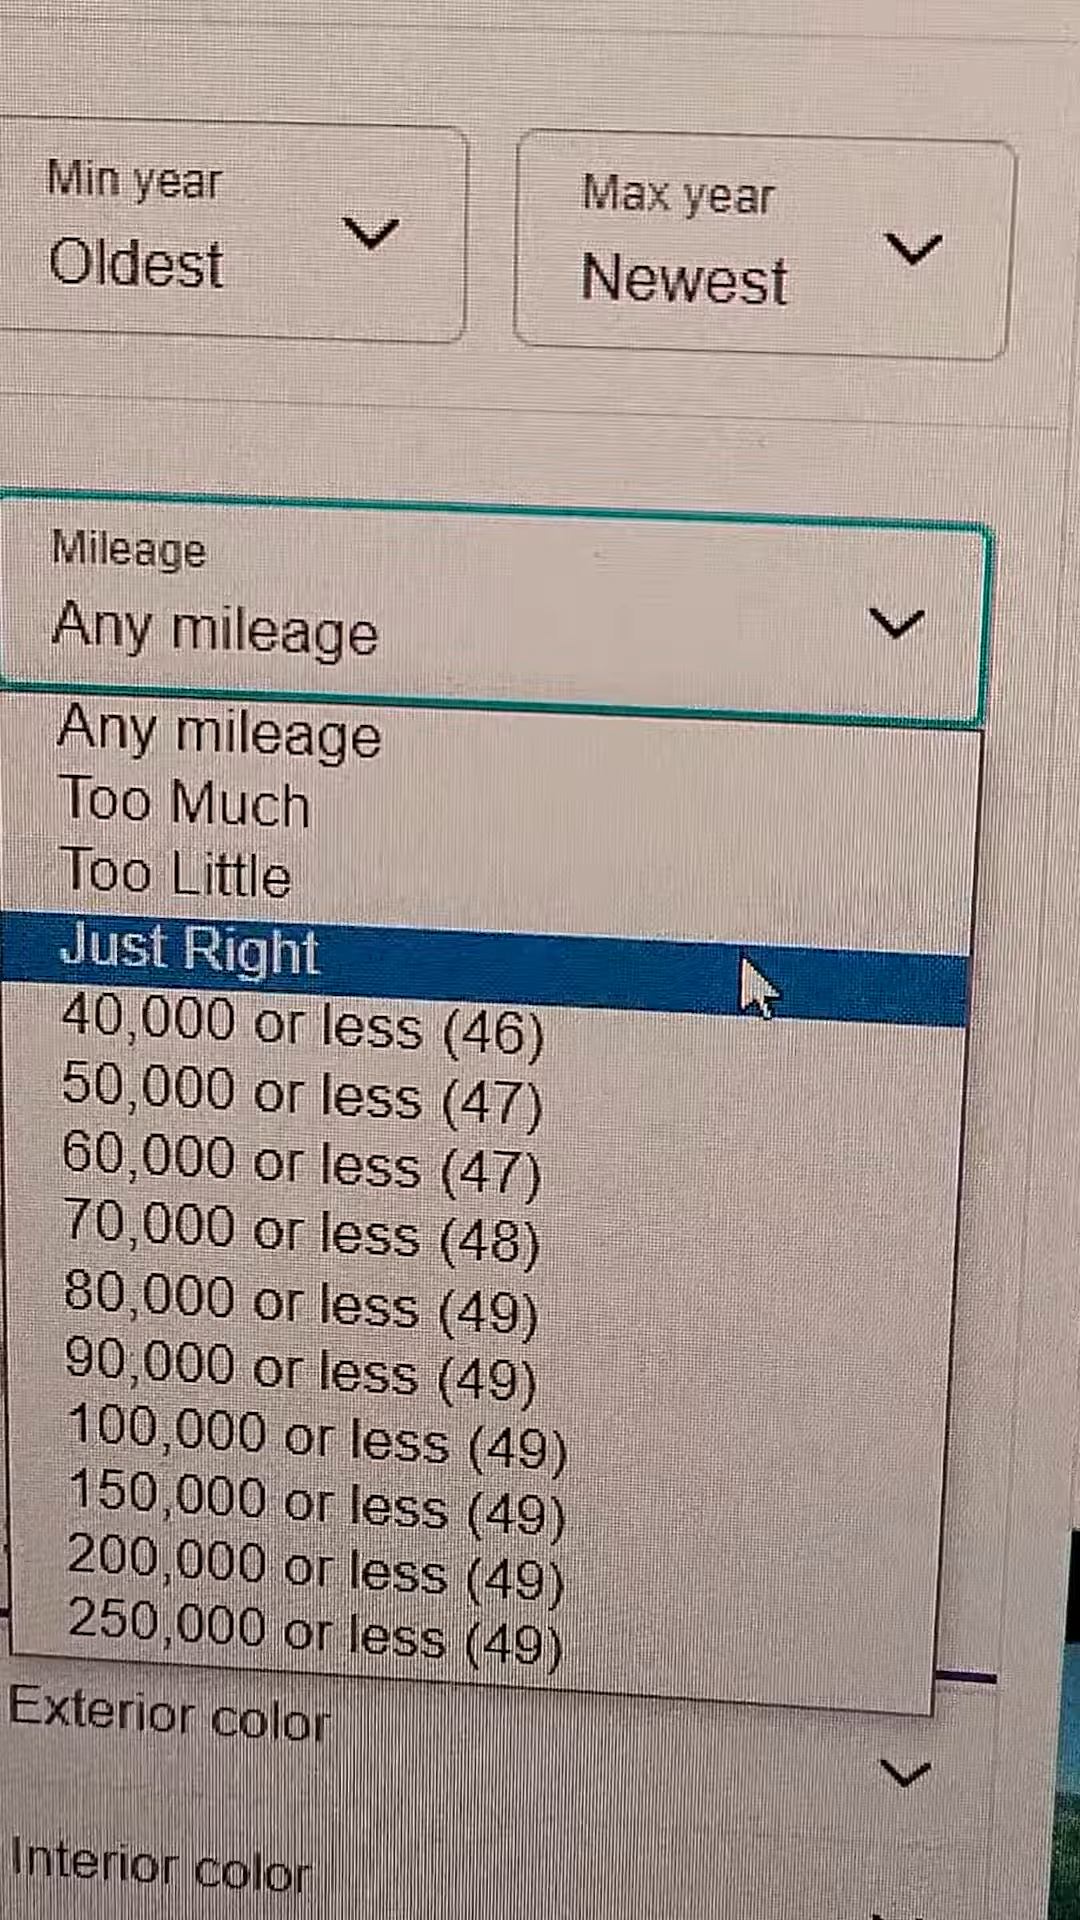 Min year
Oldest
Max year
Newest
Mileage
Any mileage
Any mileage
Too Much
Too Little
Just Right
40,000 or less (46)
50,000 or less (47)
60,000 or less (47)
70,000 or less (48)
80,000 or less (49)
90,000 or less (49)
100,000 or less (49)
150,000 or less (49)
200,000 or less (49)
250,000 or less (49)
Exterior color
Interior color